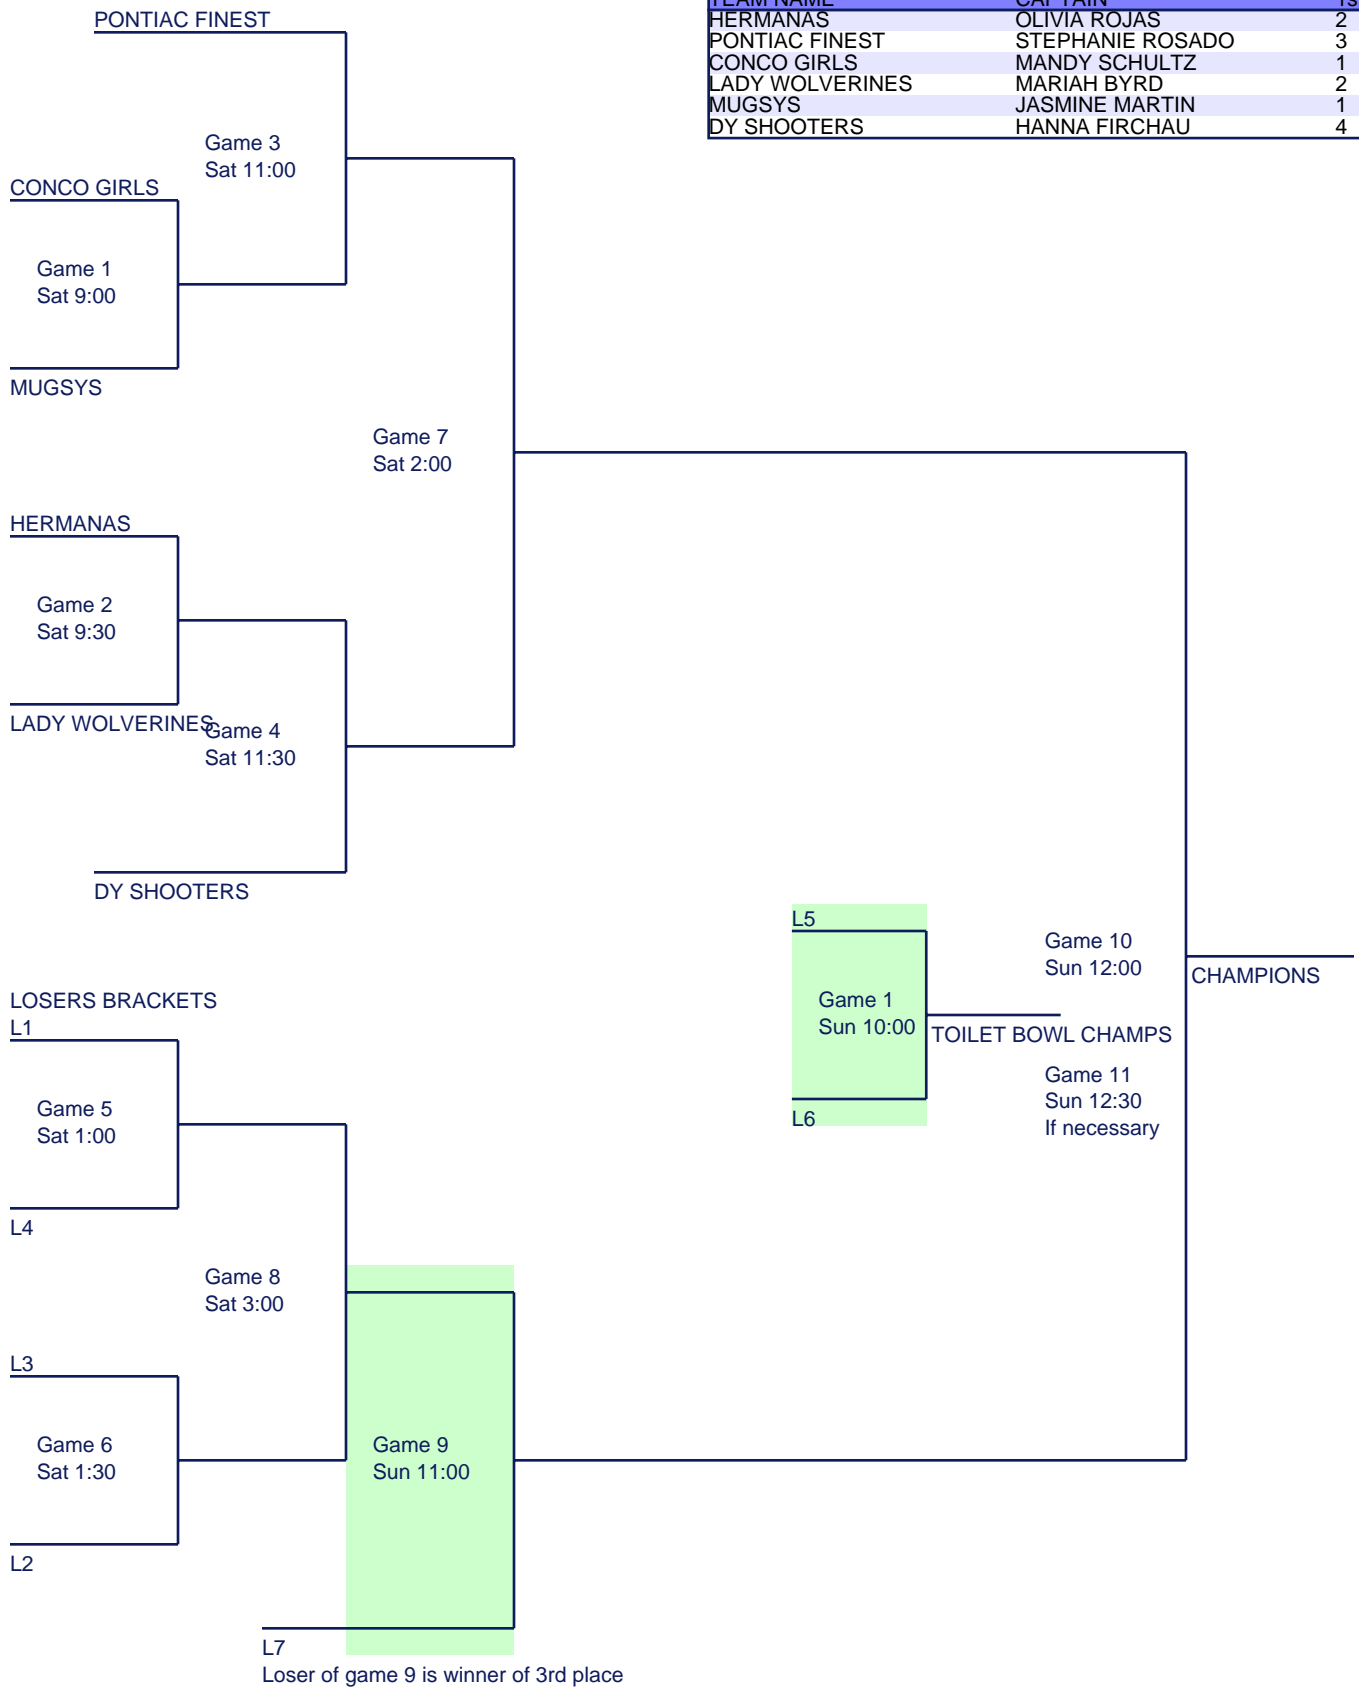 TEAM NAME CAPTAIN 1s
HERMANAS OLIVIA ROJAS 2
PONTIAC FINEST STEPHANIE ROSADO 3
CONCO GIRLS MANDY SCHULTZ 1
LADY WOLVERINES MARIAH BYRD 2
MUGSYS JASMINE MARTIN 1
DY SHOOTERS HANNA FIRCHAU 4
PONTIAC FINEST
Game 3
Sat 11:00
CONCO GIRLS
Game 1
Sat 9:00
MUGSYS
Game 7
Sat 2:00
HERMANAS
Game 2
Sat 9:30
LADY WOLVERINES
Game 4
Sat 11:30
DY SHOOTERS
L5
Game 10
Sun 12:00
CHAMPIONS
Game 1
Sun 10:00
TOILET BOWL CHAMPS
Game 11
Sun 12:30
If necessary
L6
LOSERS BRACKETS
L1
Game 5
Sat 1:00
L4
Game 8
Sat 3:00
L3
Game 6
Sat 1:30
L2
Game 9
Sun 11:00
L7
Loser of game 9 is winner of 3rd place